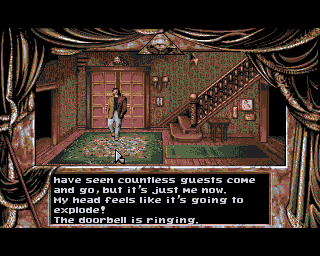 have seen countless guests come
and go, but it's just me now.
My head feels like it's going to
explode!
The doorbell is ringing.